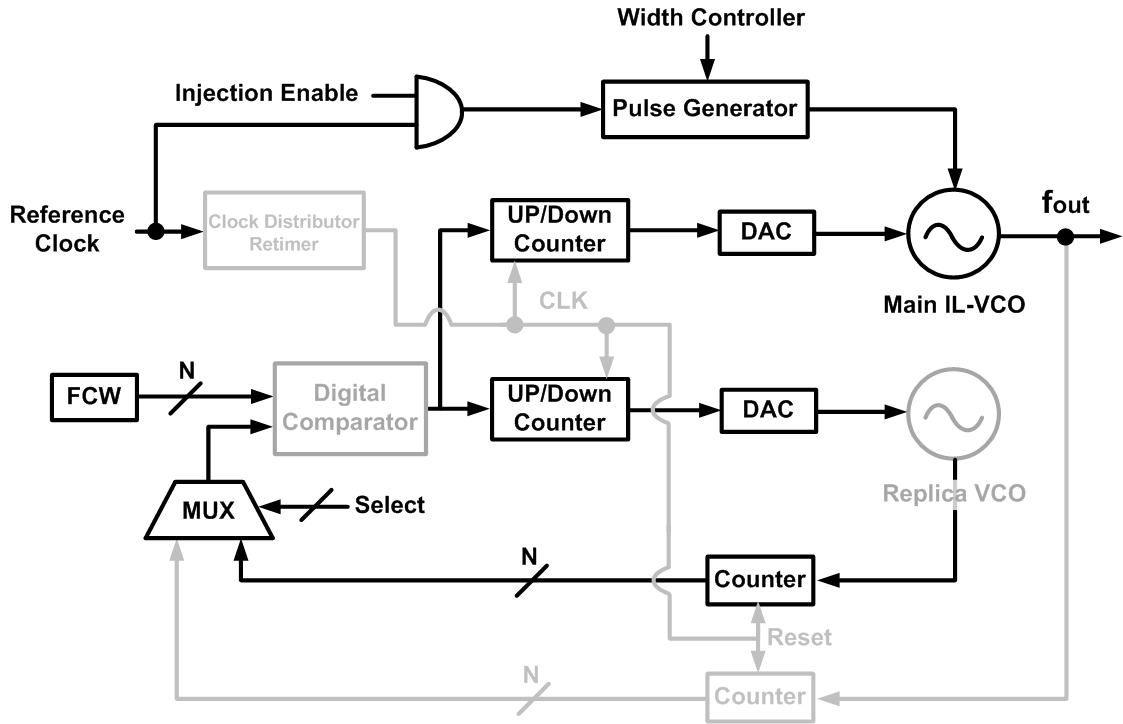 Width Controller
Injection Enable
Pulse Generator
Reference
Clock
Clock Distributor
Retimer
UP/Down
Counter
DAC
fout
Main IL-VCO
CLK
FCW
N
Digital
Comparator
UP/Down
Counter
DAC
Replica VCO
MUX
Select
N
Counter
Reset
N
Counter